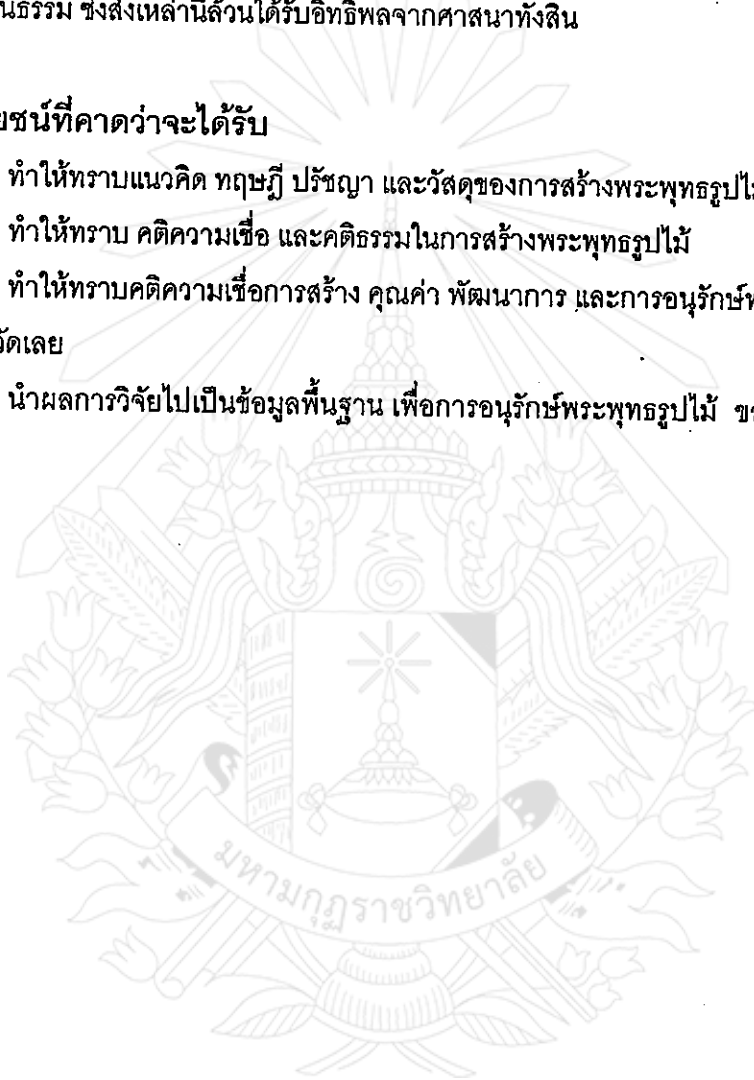 นธรรม ซึ่งสิ่งเหล่านี้ล้วนได้รับอิทธิพลจากศาสนาทั้งสิ้น
ยชน์ที่คาดว่าจะได้รับ
ทำให้ทราบแนวคิด ทฤษฎี ปรัชญา และวัสดุของการสร้างพระพุทธรูปไม้
ทำให้ทราบ คติความเชื่อ และคติธรรมในการสร้างพระพุทธรูปไม้
ทำให้ทราบคติความเชื่อการสร้าง คุณค่า พัฒนาการ และการอนุรักษ์พ
วัดเลย
นำผลการวิจัยไปเป็นข้อมูลพื้นฐาน เพื่อการอนุรักษ์พระพุทธรูปไม้ ขอ
มหามกุฏราชวิทยาลัย